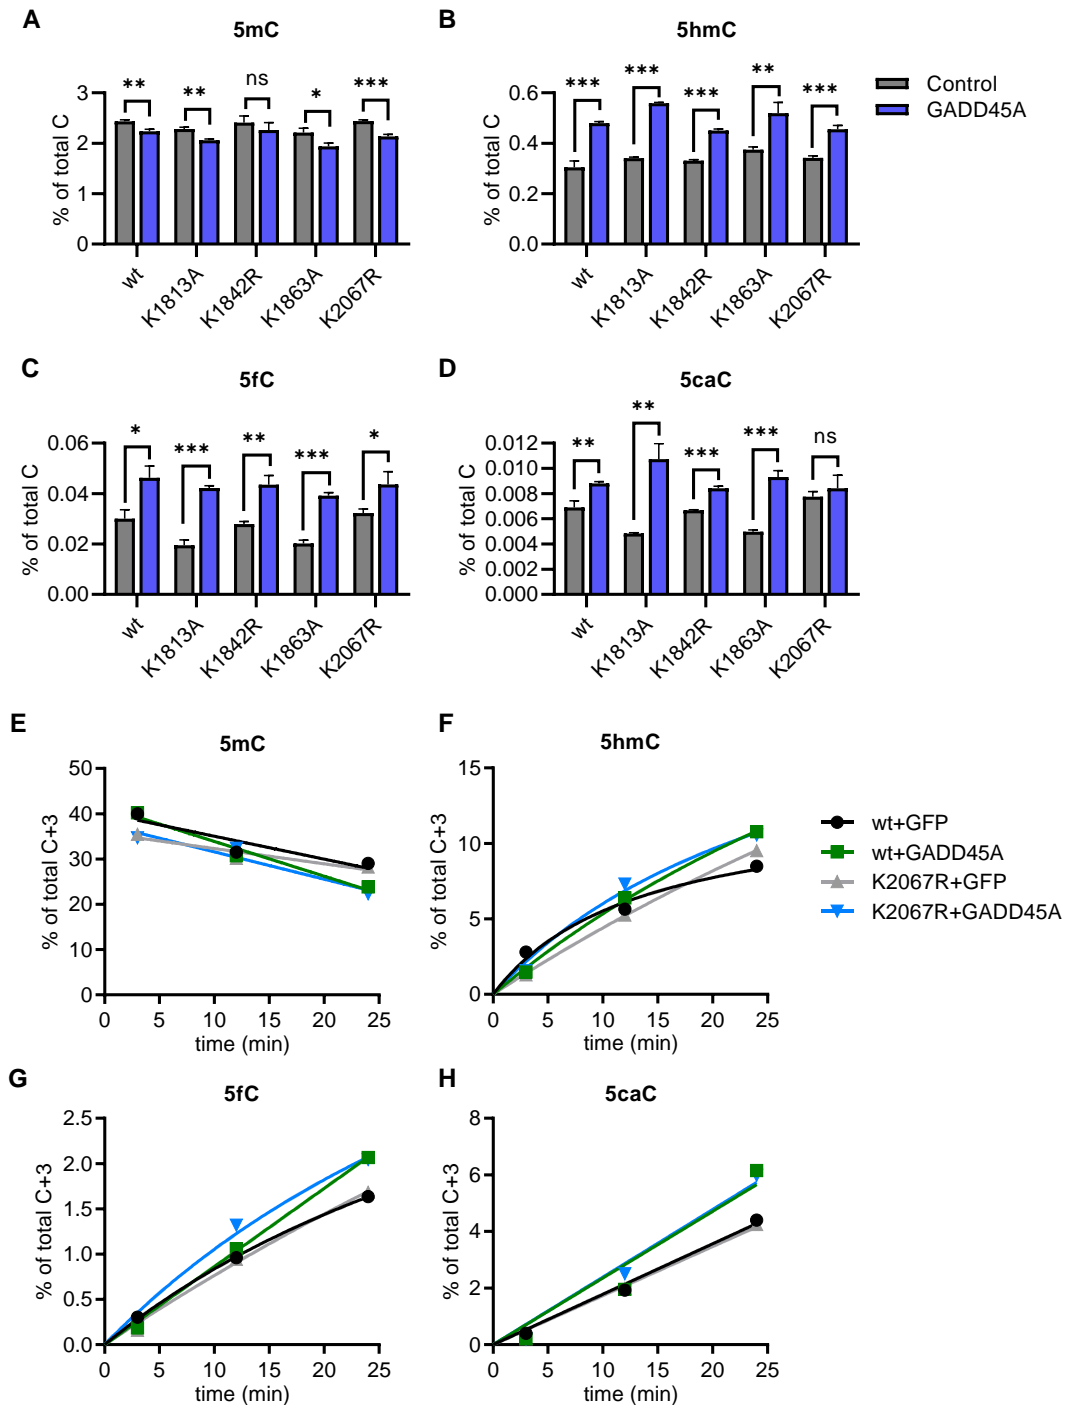 A
5mC
% of total C
3
2
1
0
**
**
ns
*
***
wt
K1813A
K1842R
K1863A
K2067R
B
5hmC
% of total C
0.6
0.4
0.2
0.0
***
***
***
**
***
wt
K1813A
K1842R
K1863A
K2067R
Control
GADD45A
C
5fC
% of total C
0.06
0.04
0.02
0.00
*
***
**
***
*
wt
K1813A
K1842R
K1863A
K2067R
D
5caC
% of total C
0.012
0.010
0.008
0.006
0.004
0.002
0.000
**
**
***
***
ns
wt
K1813A
K1842R
K1863A
K2067R
E
5mC
% of total C+3
50
40
30
20
10
0
0 5 10 15 20 25
time (min)
F
5hmC
% of total C+3
15
10
5
0
0 5 10 15 20 25
time (min)
wt+GFP
wt+GADD45A
K2067R+GFP
K2067R+GADD45A
G
5fC
% of total C+3
2.5
2.0
1.5
1.0
0.5
0.0
0 5 10 15 20 25
time (min)
H
5caC
% of total C+3
8
6
4
2
0
0 5 10 15 20 25
time (min)